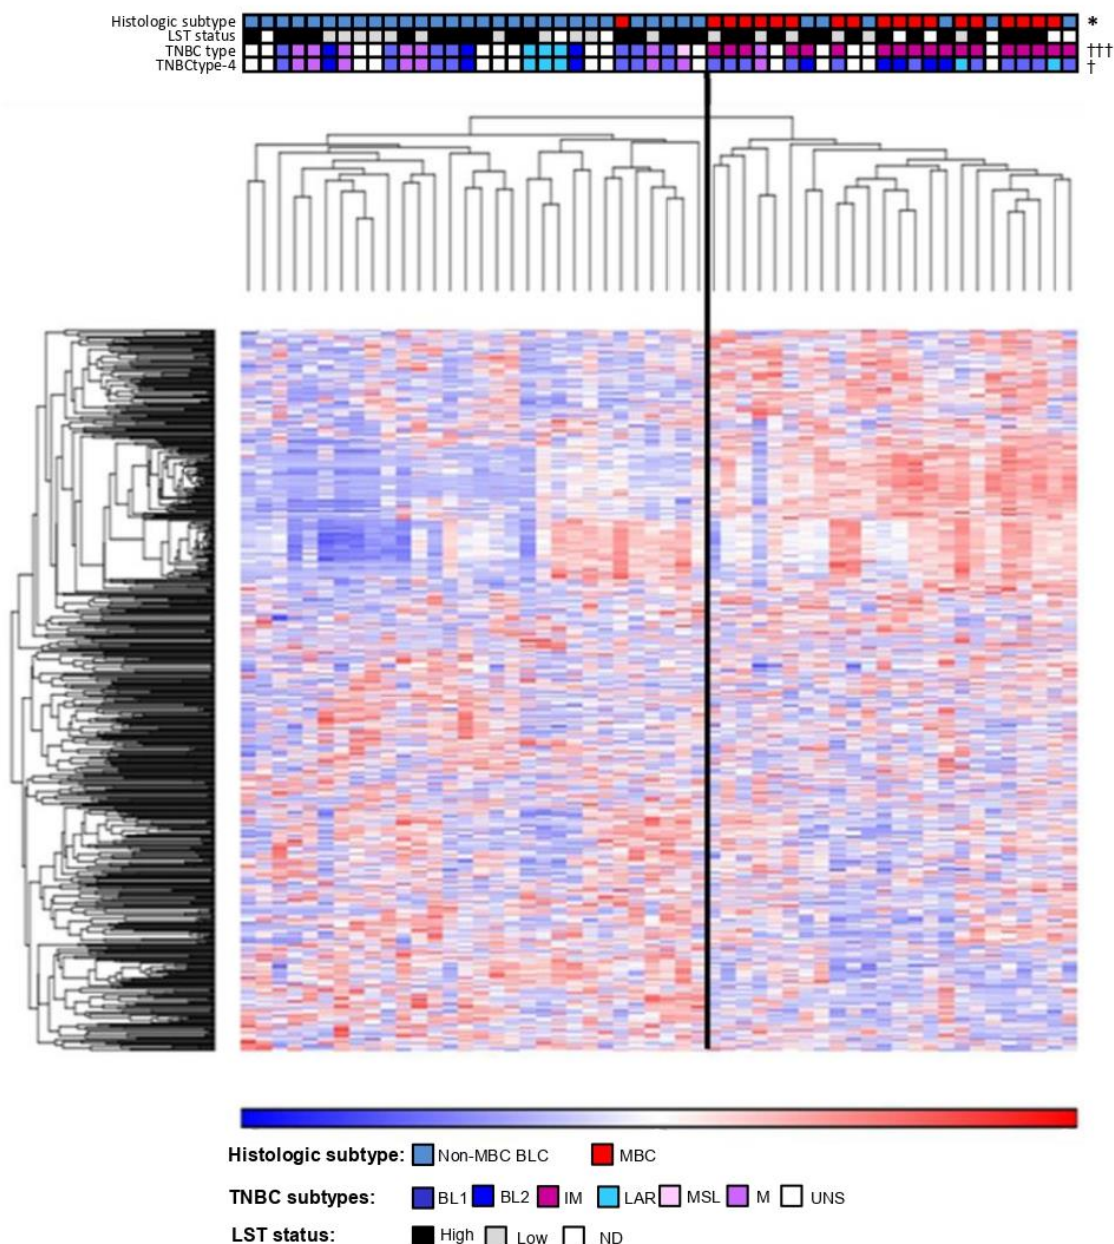 Histologic subtype *
LST status
TNBC type †††
TNBCtype-4 †
Histologic subtype: Non-MBC BLC MBC
TNBC subtypes: BL1 BL2 IM LAR MSL M UNS
LST status: High Low ND